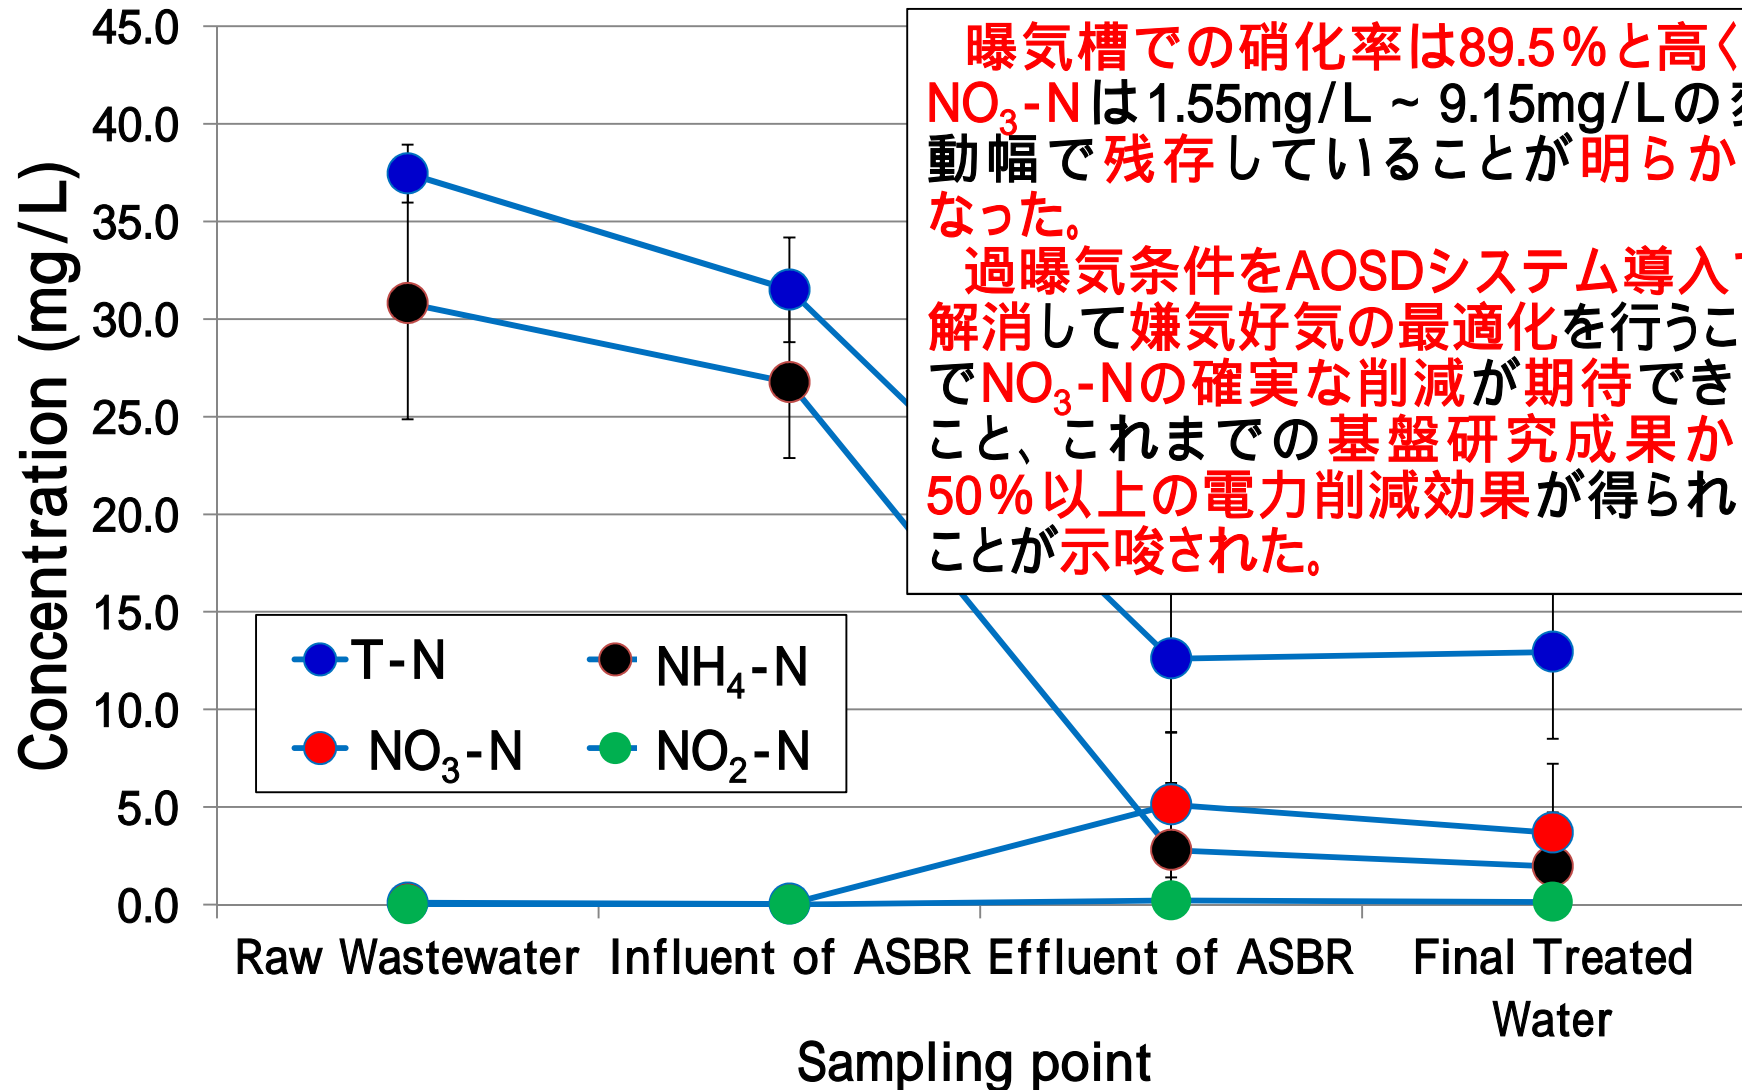 45.0
40.0
35.0
30.0
25.0
20.0
15.0
10.0
5.0
0.0
Concentration (mg/L)
曝気槽での硝化率は89.5%と高く
NO₃-Nは1.55mg/L ~ 9.15mg/Lの
動幅で残存していることが明らか
なった。
過曝気条件をAOSDシステム導入で
解消して嫌気好気の最適化を行うこ
でNO₃-Nの確実な削減が期待でき
こと、これまでの基盤研究成果か
50%以上の電力削減効果が得られ
ことが示唆された。
T-N
NH₄-N
NO₃-N
NO₂-N
Raw Wastewater
Influent of ASBR
Effluent of ASBR
Final Treated
Water
Sampling point